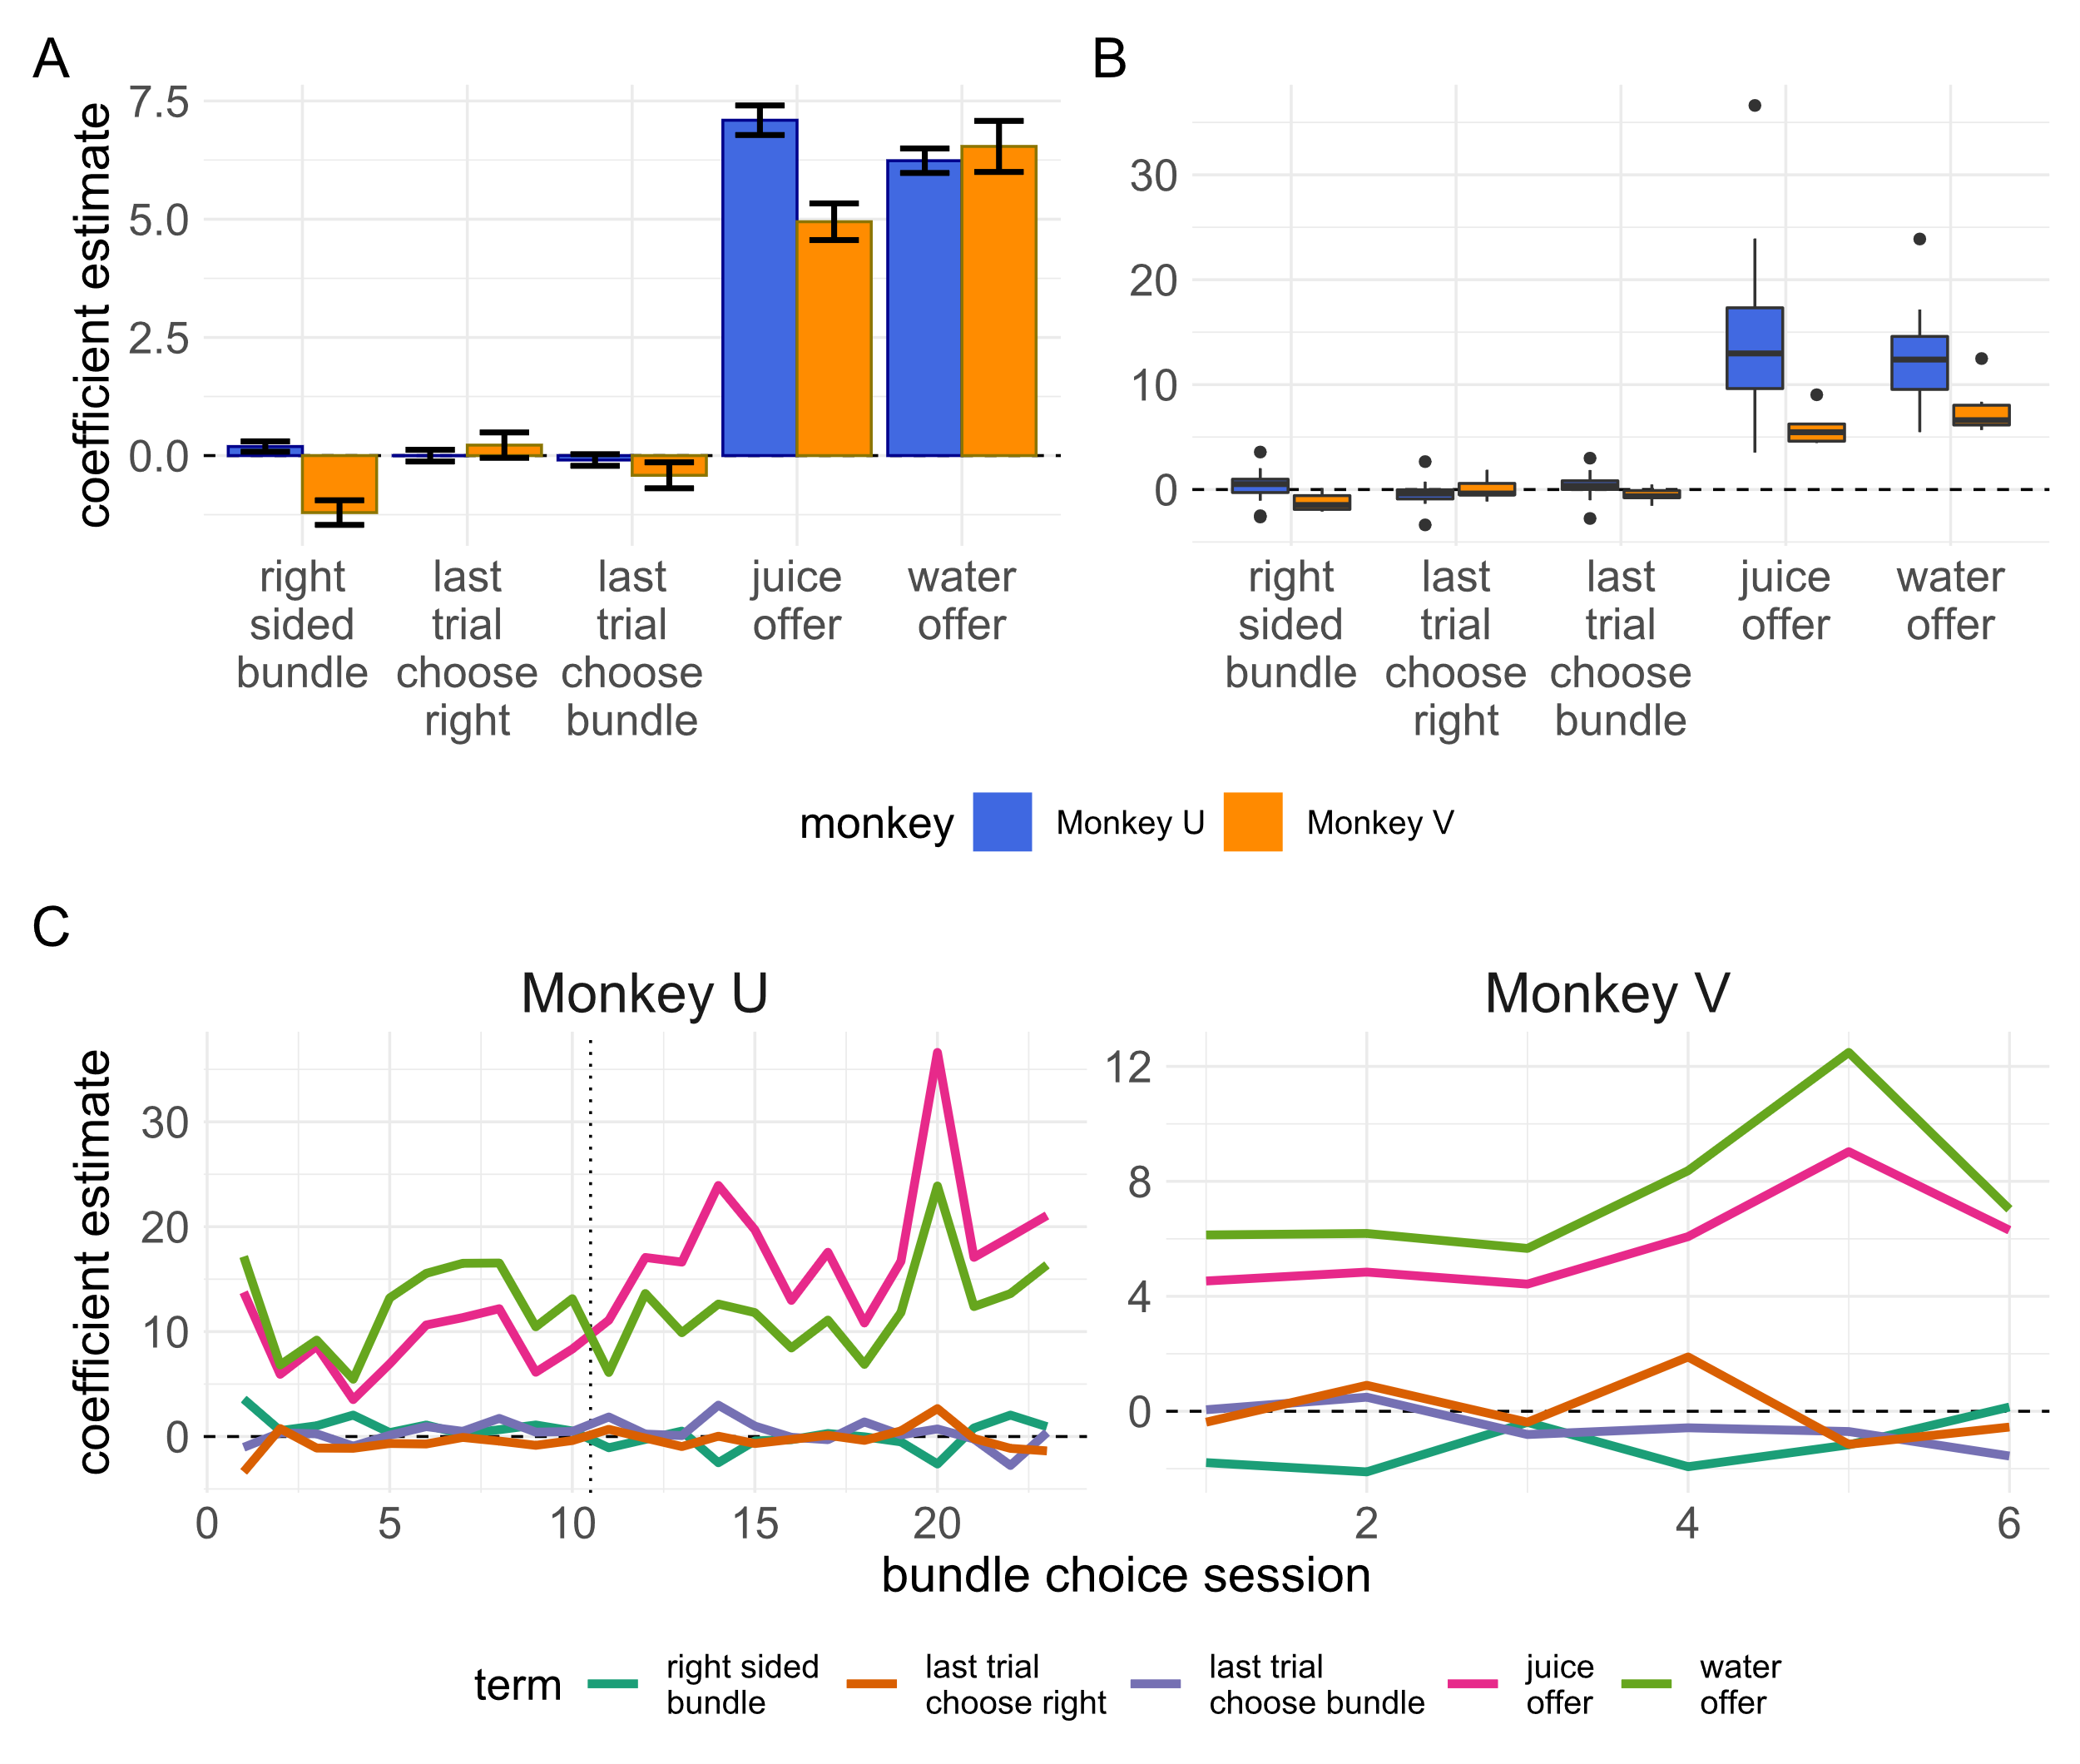 A
B
coefficient estimate
7.5
5.0
2.5
0.0
right
sided
bundle
last
trial
choose
right
last
trial
choose
bundle
juice
offer
water
offer
30
20
10
0
right
sided
bundle
last
trial
choose
right
last
trial
choose
bundle
juice
offer
water
offer
monkey
Monkey U
Monkey V
C
Monkey U
Monkey V
coefficient estimate
30
20
10
0
0
5
10
15
20
12
8
4
0
2
4
6
bundle choice session
term
right sided
bundle
last trial
choose right
last trial
choose bundle
juice
offer
water
offer